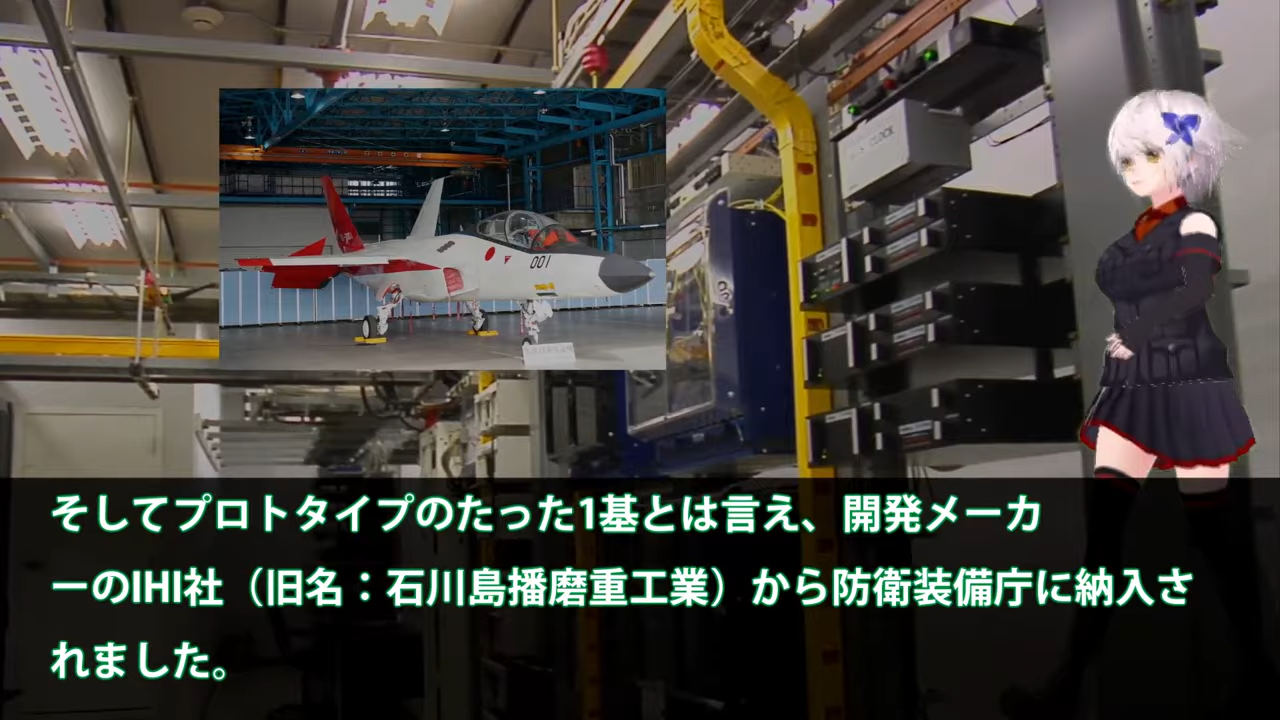 001
そしてプロトタイプのたった1基とは言え、開発メーカ
ーのIHI社（旧名：石川島播磨重工業）から防衛装備庁に納入さ
れました。